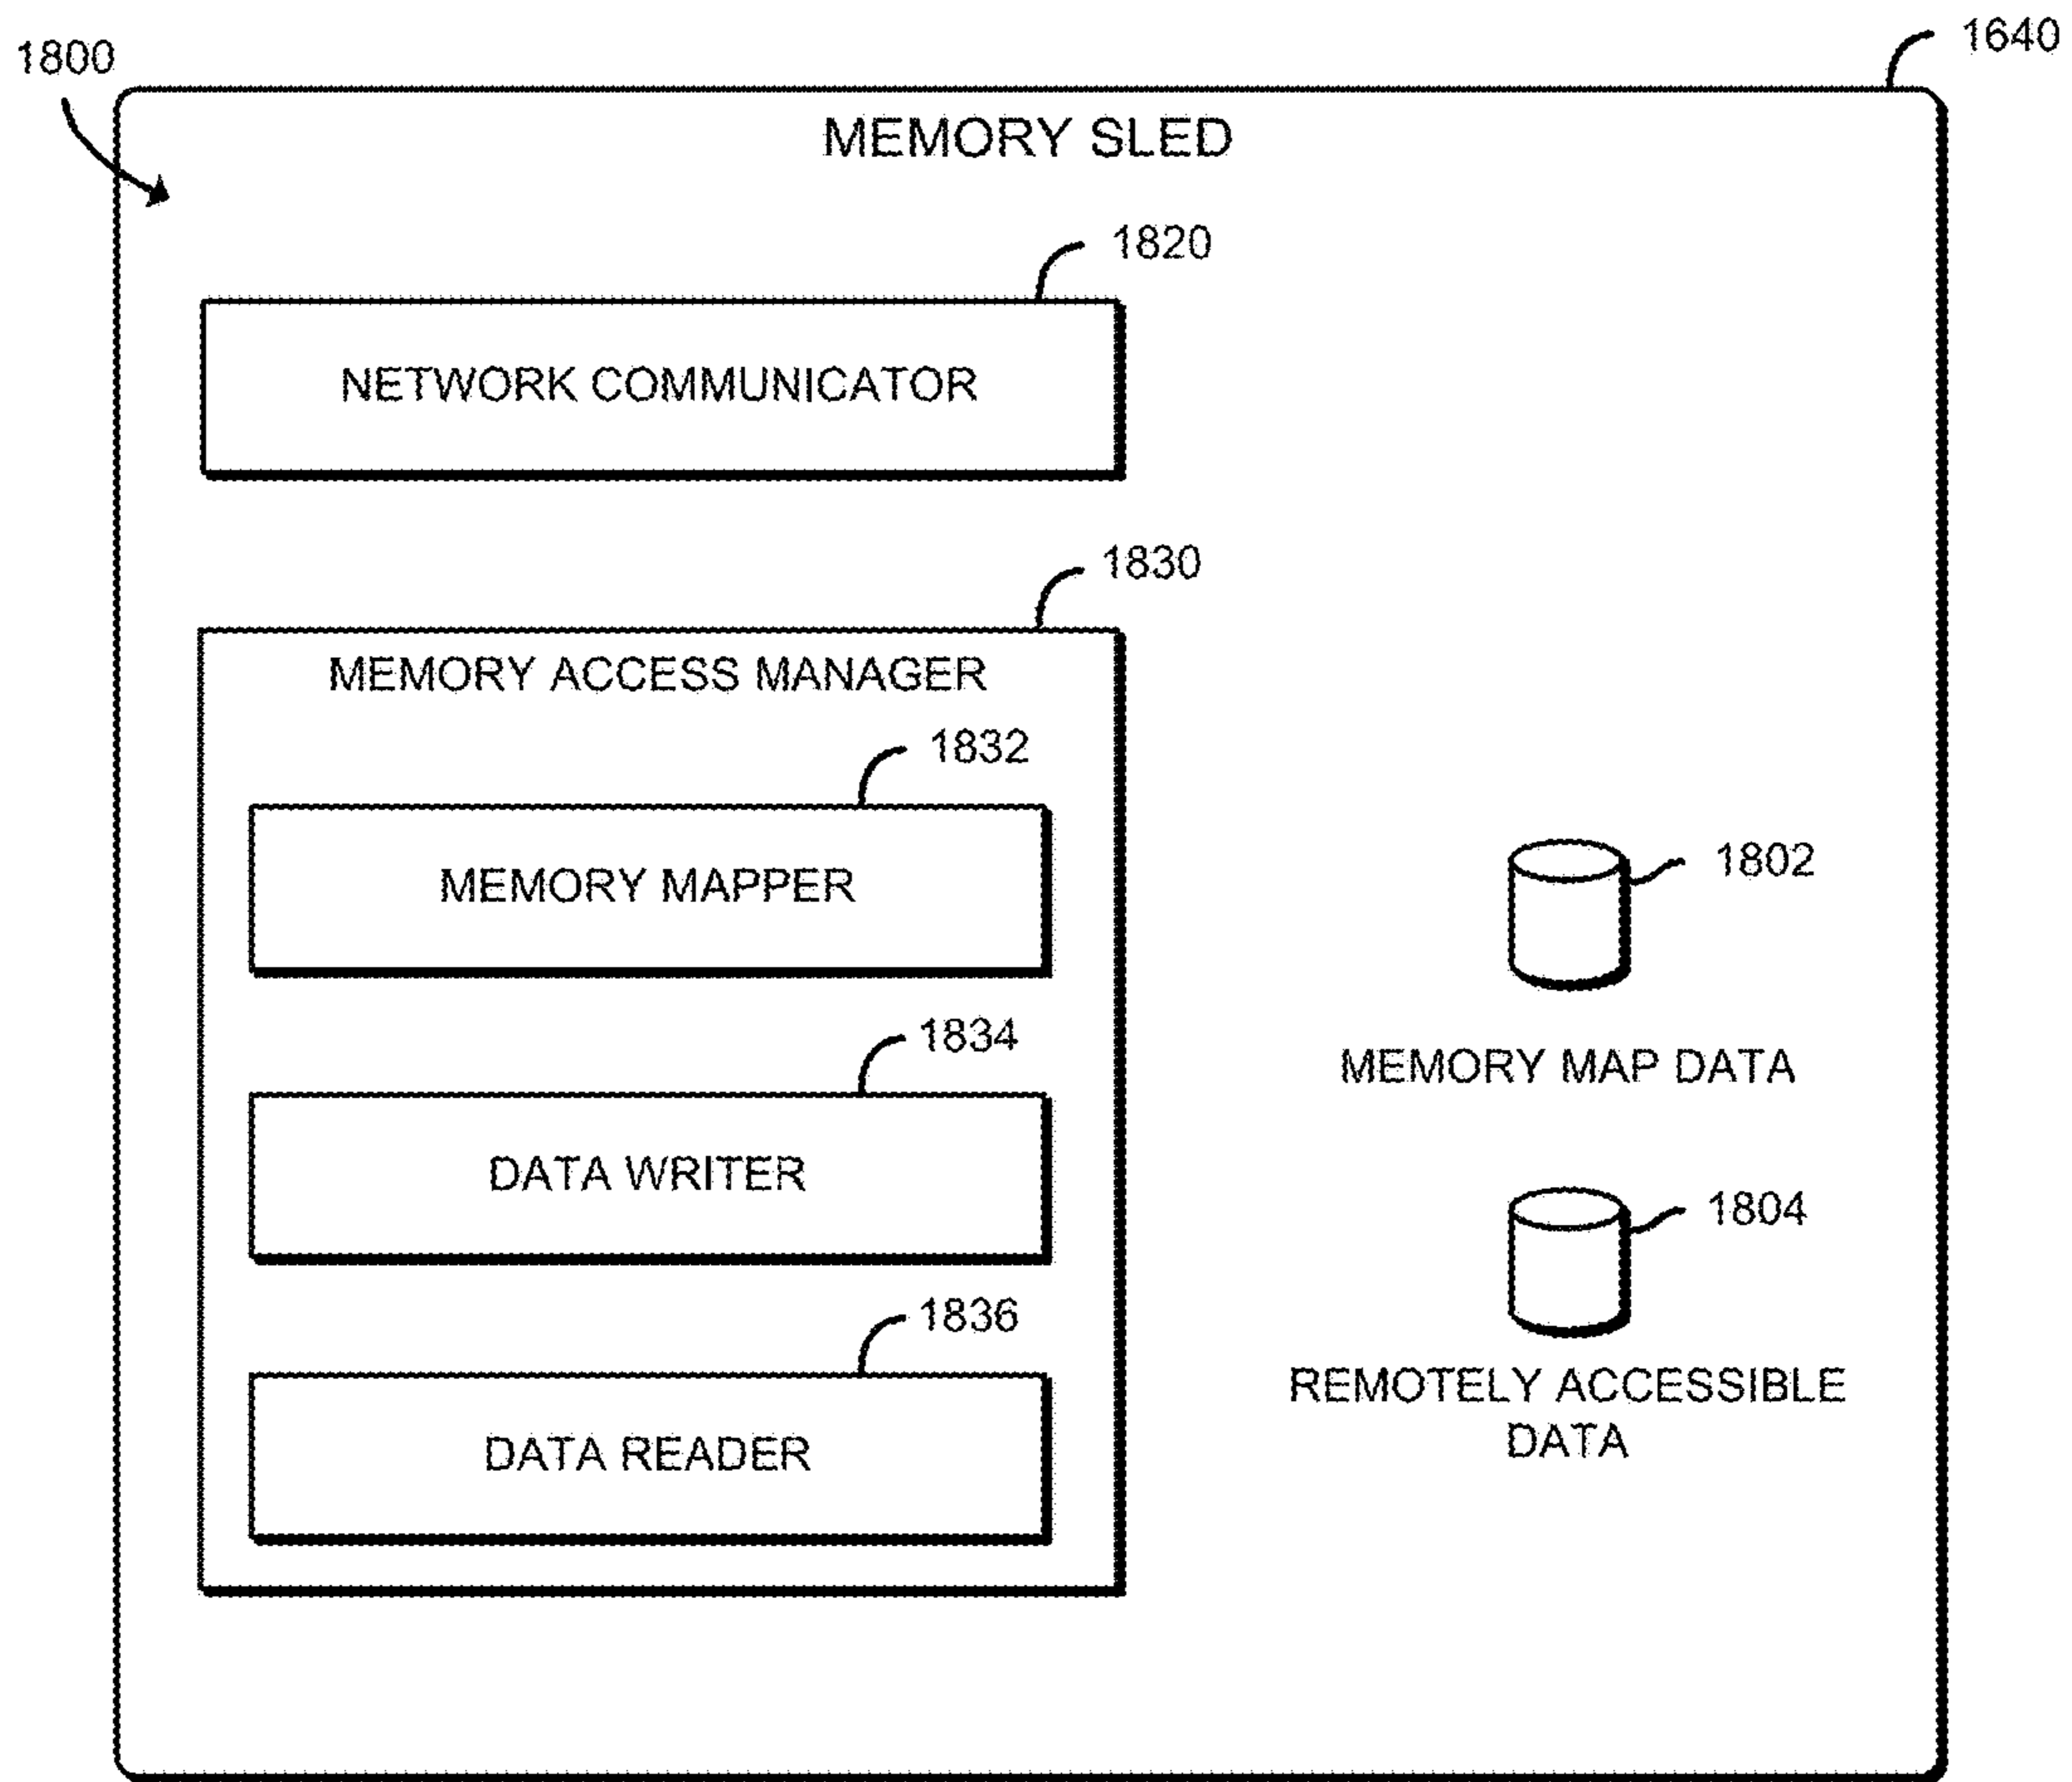 1800
1640
MEMORY SLED
1820
NETWORK COMMUNICATOR
1830
MEMORY ACCESS MANAGER
1832
MEMORY MAPPER
1834
DATA WRITER
1836
DATA READER
1802
MEMORY MAP DATA
1804
REMOTELY ACCESSIBLE
DATA